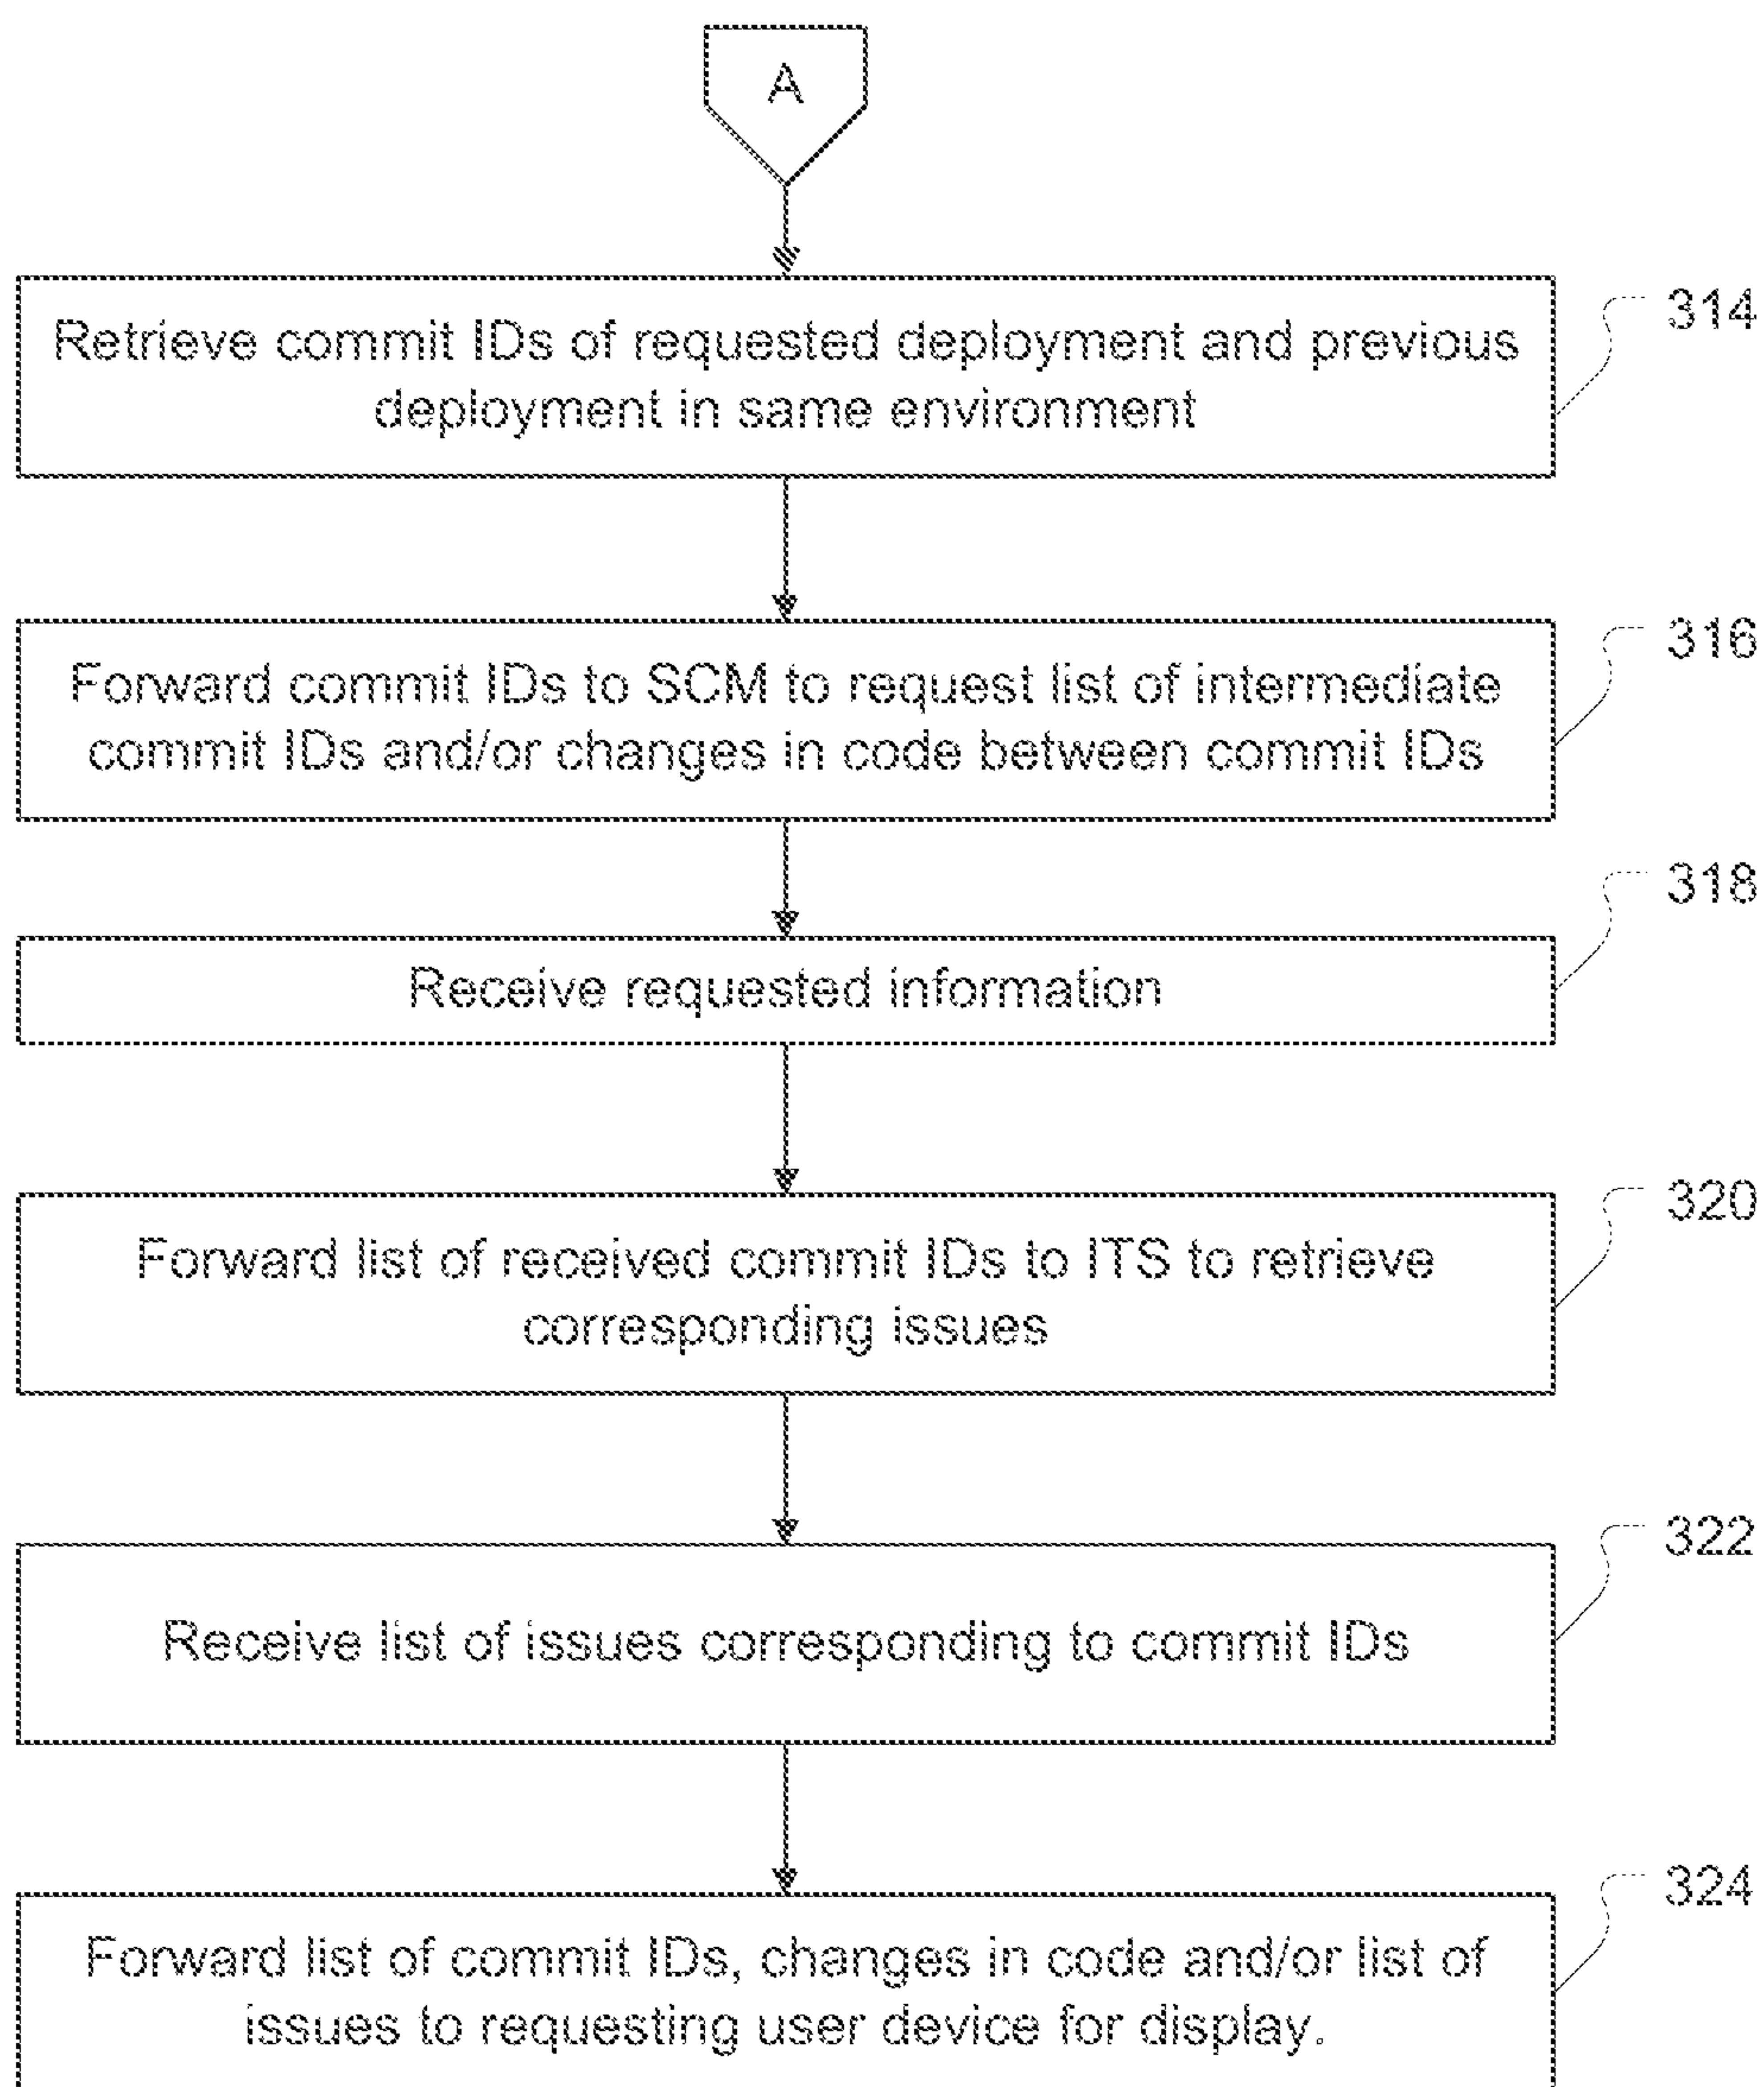 A
Retrieve commit IDs of requested deployment and previous
deployment in same environment
314
Forward commit IDs to SCM to request list of intermediate
commit IDs and/or changes in code between commit IDs
316
Receive requested information
318
Forward list of received commit IDs to ITS to retrieve
corresponding issues
320
Receive list of issues corresponding to commit IDs
322
Forward list of commit IDs, changes in code and/or list of
issues to requesting user device for display.
324